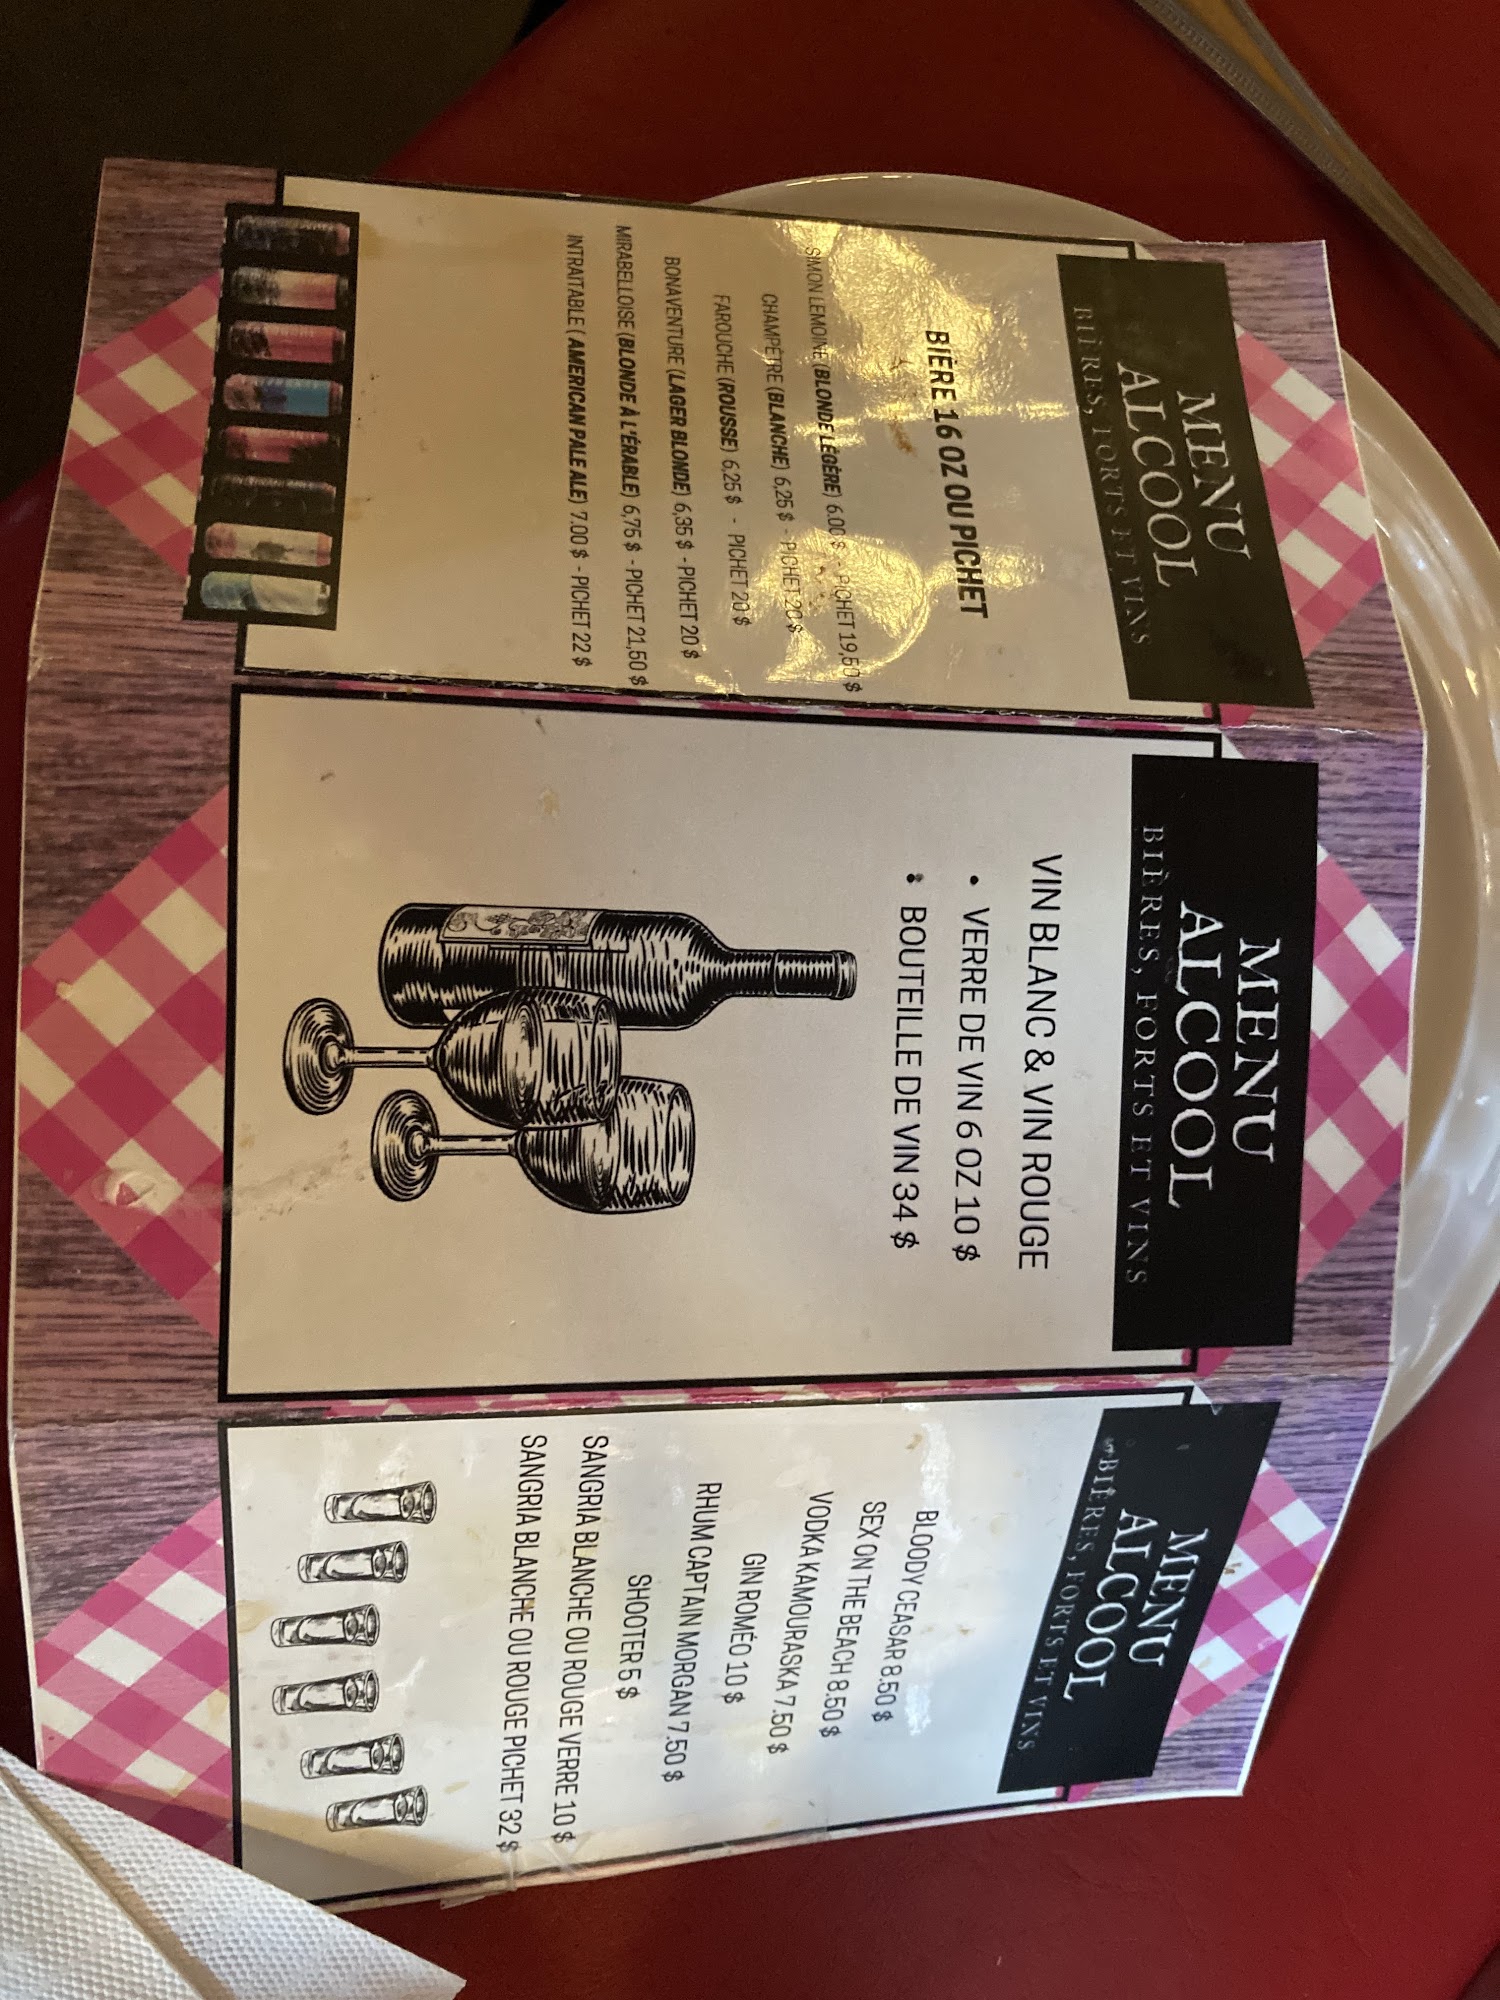 MENU
ALCOOL
BIÈRES, FORTS ET VINS
BIÈRE 16 OZ OU PICHET
SIMON LEMOINE (BLONDE LÉGÈRE) 6.00 $ - PICHET 19,50 $
CHAMPÊTRE (BLANCHE) 6,25 $ - PICHET 20 $
FAROUCHE (ROUSSE) 6,25 $ - PICHET 20 $
BONAVENTURE (LAGER BLONDE) 6,35 $ - PICHET 20 $
MIRABELLOISE (BLONDE À L'ÉRABLE) 6,75 $ - PICHET 21,50 $
INTRAITABLE ( AMERICAN PALE ALE) 7.00 $ - PICHET 22 $
MENU
ALCOOL
BIÈRES, FORTS ET VINS
VIN BLANC & VIN ROUGE
• VERRE DE VIN 6 OZ 10 $
• BOUTEILLE DE VIN 34 $
MENU
ALCOOL
BIÈRES, FORTS ET VINS
BLOODY CEASAR 8.50 $
SEX ON THE BEACH 8.50 $
VODKA KAMOURASKA 7.50 $
GIN ROMÉO 10 $
RHUM CAPTAIN MORGAN 7.50 $
SHOOTER 5 $
SANGRIA BLANCHE OU ROUGE VERRE 10 $
SANGRIA BLANCHE OU ROUGE PICHET 32 $